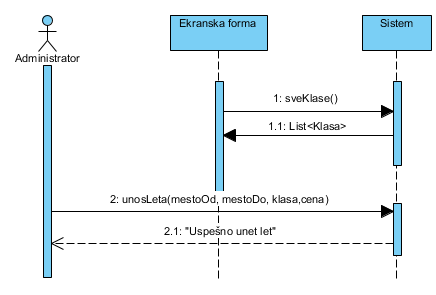 Ekranska forma
Sistem
Administrator
1: sveKlase()
1.1: List<Klasa>
2: unosLeta(mestoOd, mestoDo, klasa,cena)
2.1: "Uspešno unet let"